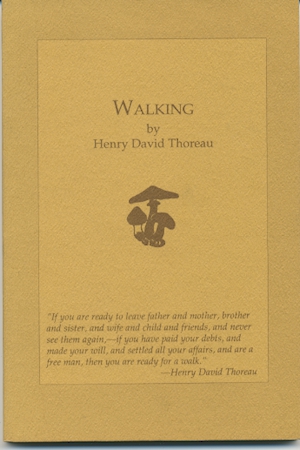 WALKING
by
Henry David Thoreau
"If you are ready to leave father and mother, brother
and sister, and wife and child and friends, and never
see them again,—if you have paid your debts, and
made your will, and settled all your affairs, and are a
free man, then you are ready for a walk."
—Henry David Thoreau